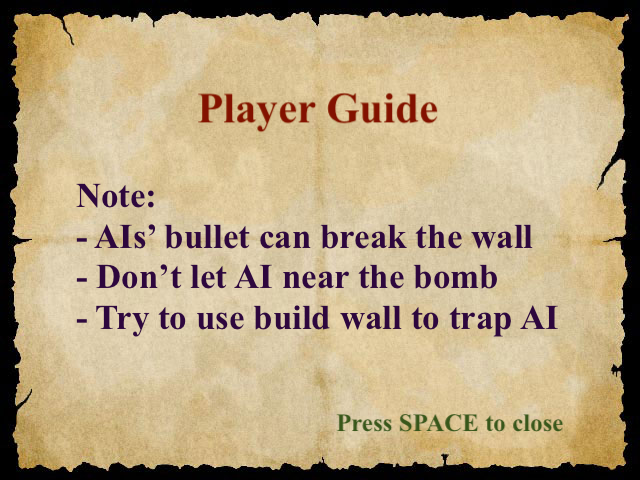 Player Guide
Note:
- AIs’ bullet can break the wall
- Don’t let AI near the bomb
- Try to use build wall to trap AI
Press SPACE to close